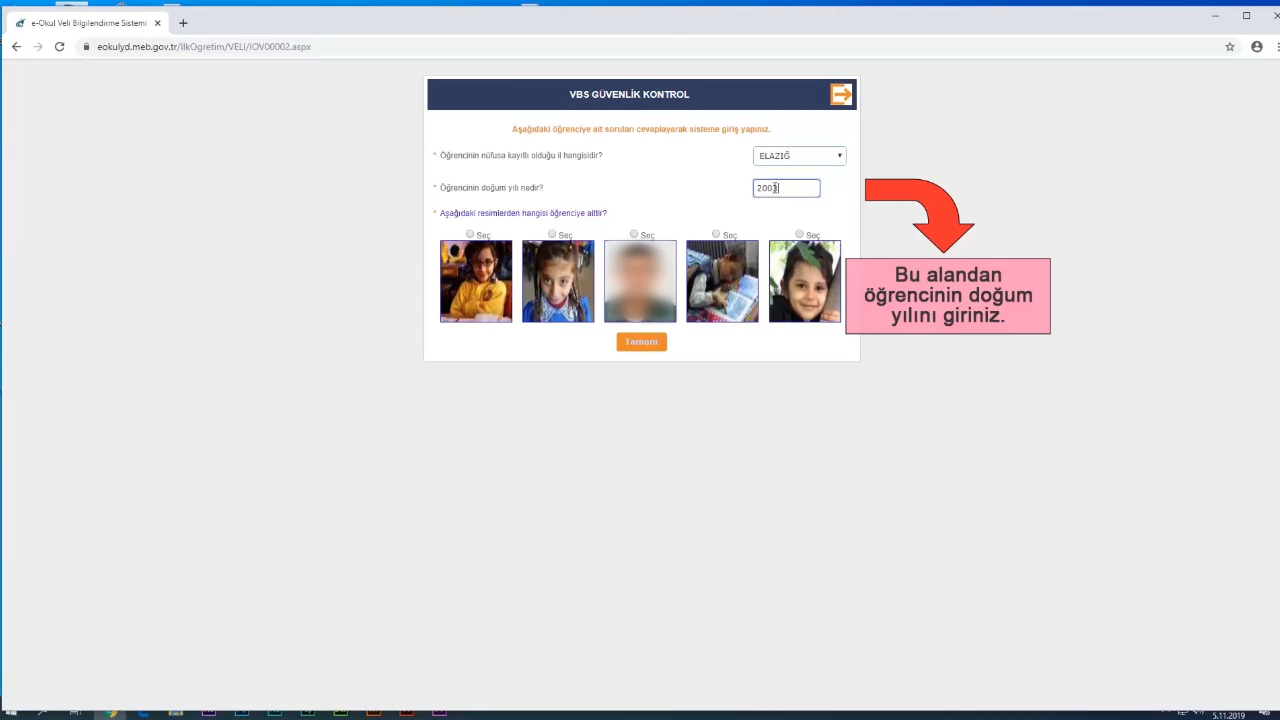 e-Okul Veli Bilgilendirme Sistemi
eokulyd.meb.gov.tr/IlkOgretim/VELI/IOV00002.aspx
VBS GÜVENLİK KONTROL
Aşağıdaki öğrenciye ait soruları cevaplayarak sisteme giriş yapınız.
* Öğrencinin nüfusa kayıtlı olduğu il hangisidir?
ELAZIĞ
* Öğrencinin doğum yılı nedir?
2003
* Aşağıdaki resimlerden hangisi öğrenciye aittir?
Seç Seç Seç Seç Seç
Tamam
Bu alandan
öğrencinin doğum
yılını giriniz.
5.11.2019